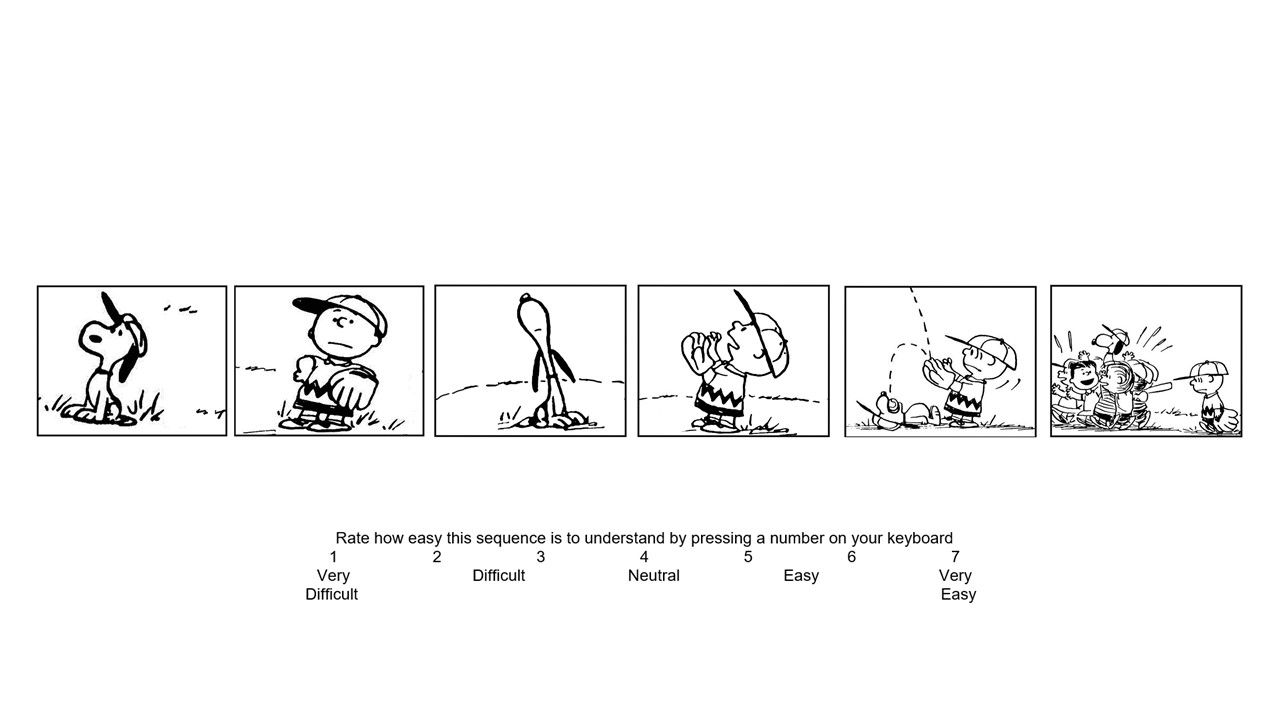 Rate how easy this sequence is to understand by pressing a number on your keyboard
1 2 3 4 5 6 7
Very Difficult Neutral Easy Very
Difficult Easy